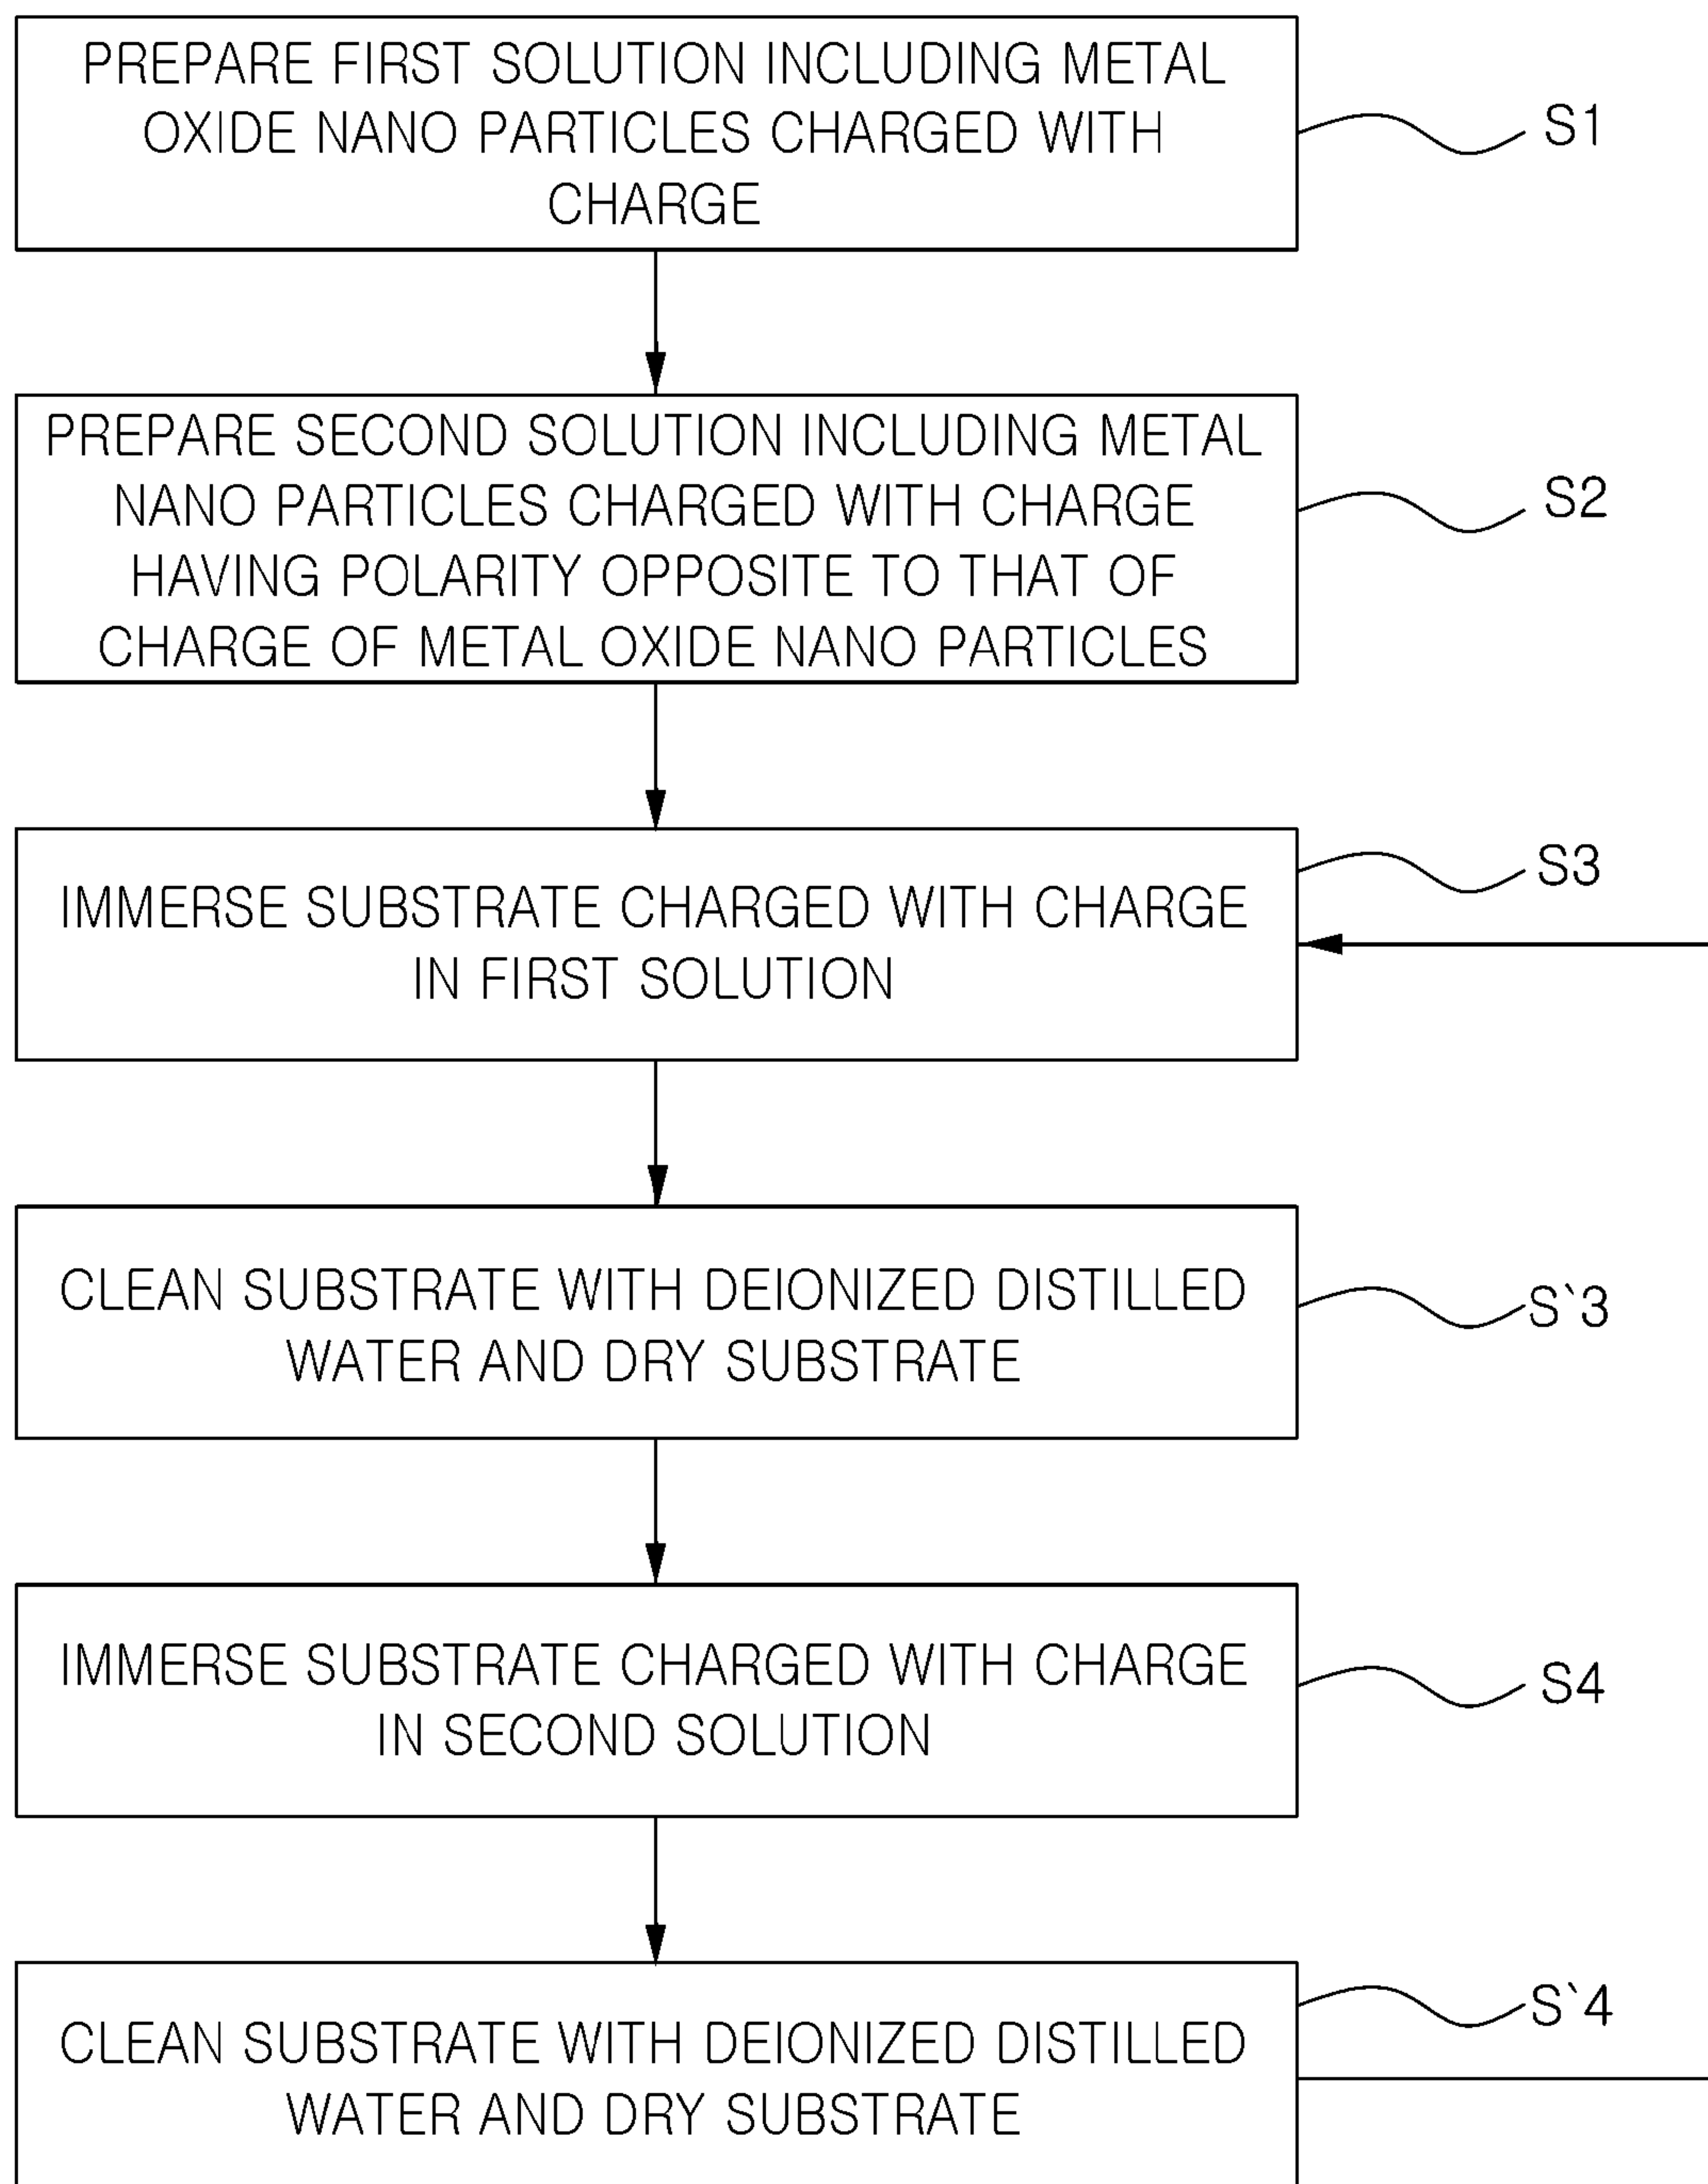 PREPARE FIRST SOLUTION INCLUDING METAL
OXIDE NANO PARTICLES CHARGED WITH
CHARGE
S1
PREPARE SECOND SOLUTION INCLUDING METAL
NANO PARTICLES CHARGED WITH CHARGE
HAVING POLARITY OPPOSITE TO THAT OF
CHARGE OF METAL OXIDE NANO PARTICLES
S2
IMMERSE SUBSTRATE CHARGED WITH CHARGE
IN FIRST SOLUTION
S3
CLEAN SUBSTRATE WITH DEIONIZED DISTILLED
WATER AND DRY SUBSTRATE
S`3
IMMERSE SUBSTRATE CHARGED WITH CHARGE
IN SECOND SOLUTION
S4
CLEAN SUBSTRATE WITH DEIONIZED DISTILLED
WATER AND DRY SUBSTRATE
S`4